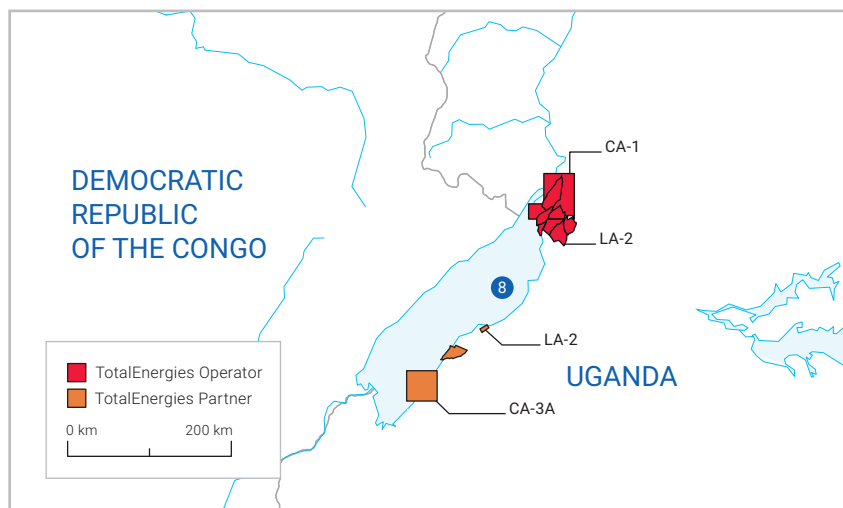 CA-1
DEMOCRATIC
REPUBLIC
OF THE CONGO
LA-2
8
LA-2
UGANDA
TotalEnergies Operator
TotalEnergies Partner
CA-3A
0 km 200 km